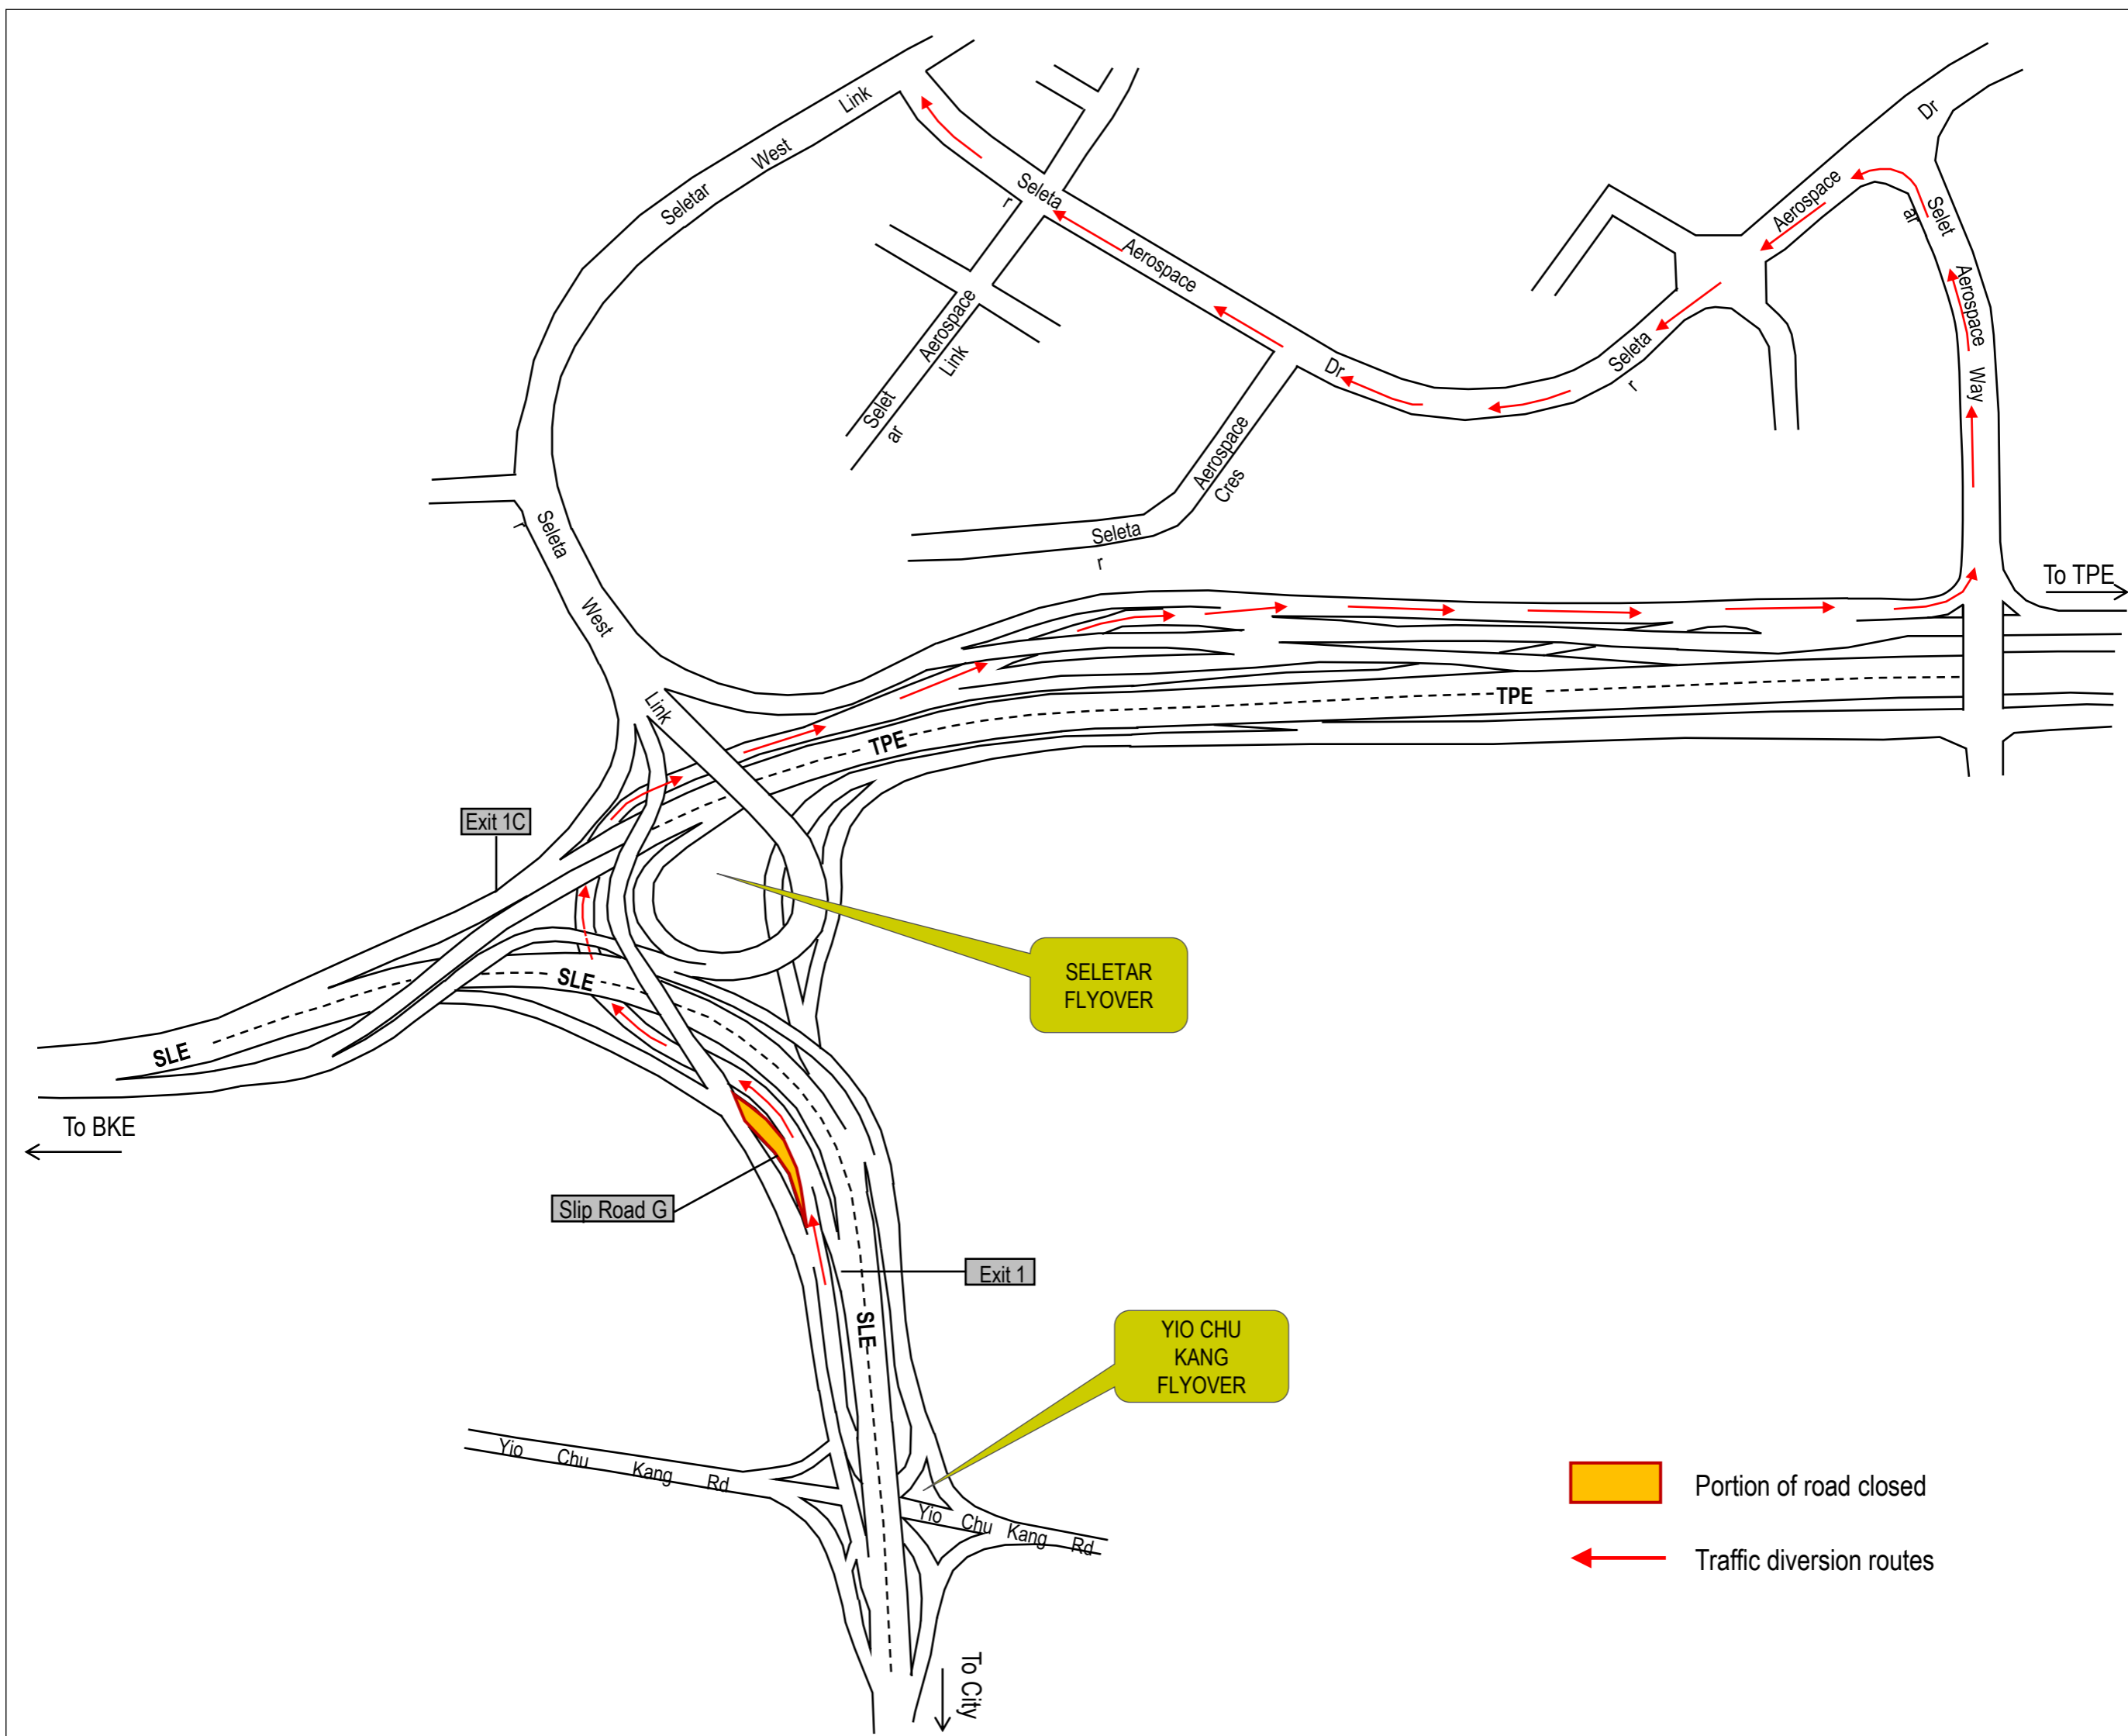 Link
West
Seletar
Seleta
r
Aerospace
Dr
Aerospace
Selet
ar
Aerospace
Way
Seleta
r
Aerospace
Link
Selet
ar
Dr
Aerospace
Cres
Seleta
r
Seleta
r
West
Link
To TPE
TPE
TPE
Exit 1C
SELETAR
FLYOVER
SLE
SLE
To BKE
Slip Road G
Exit 1
SLE
YIO CHU
KANG
FLYOVER
Yio Chu Kang Rd
Yio Chu Kang Rd
Portion of road closed
Traffic diversion routes
To City